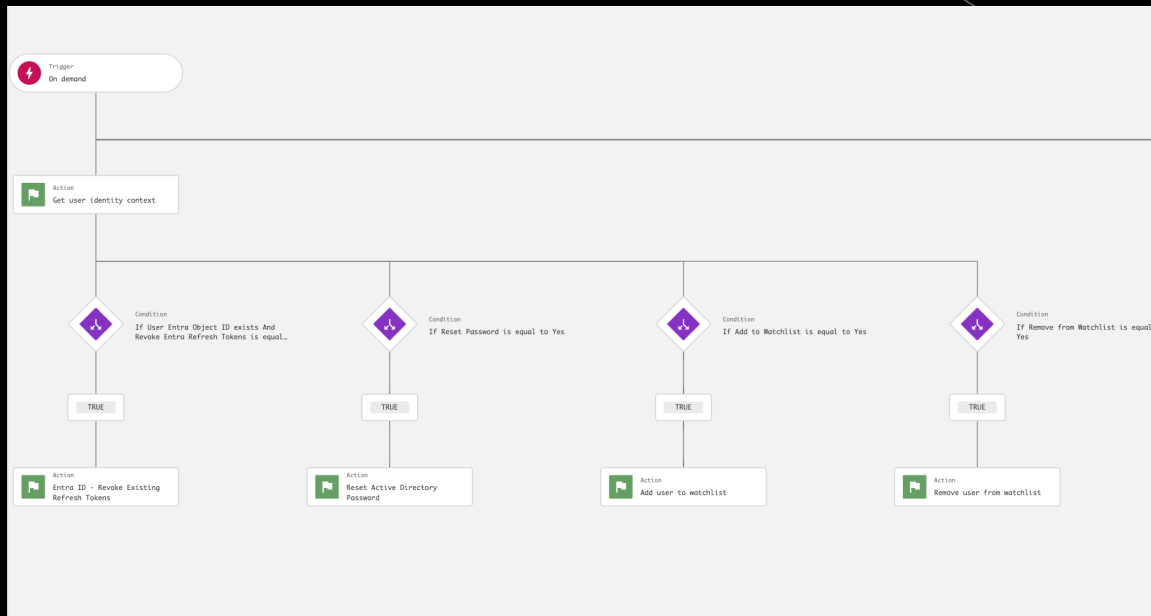 Trigger
On demand
Action
Get user identity context
Condition
If User Entra Object ID exists And
Revoke Entra Refresh Tokens is equal…
Condition
If Reset Password is equal to Yes
Condition
If Add to Watchlist is equal to Yes
Condition
If Remove from Watchlist is equal
Yes
TRUE
TRUE
TRUE
TRUE
Action
Entra ID - Revoke Existing
Refresh Tokens
Action
Reset Active Directory
Password
Action
Add user to watchlist
Action
Remove user from watchlist